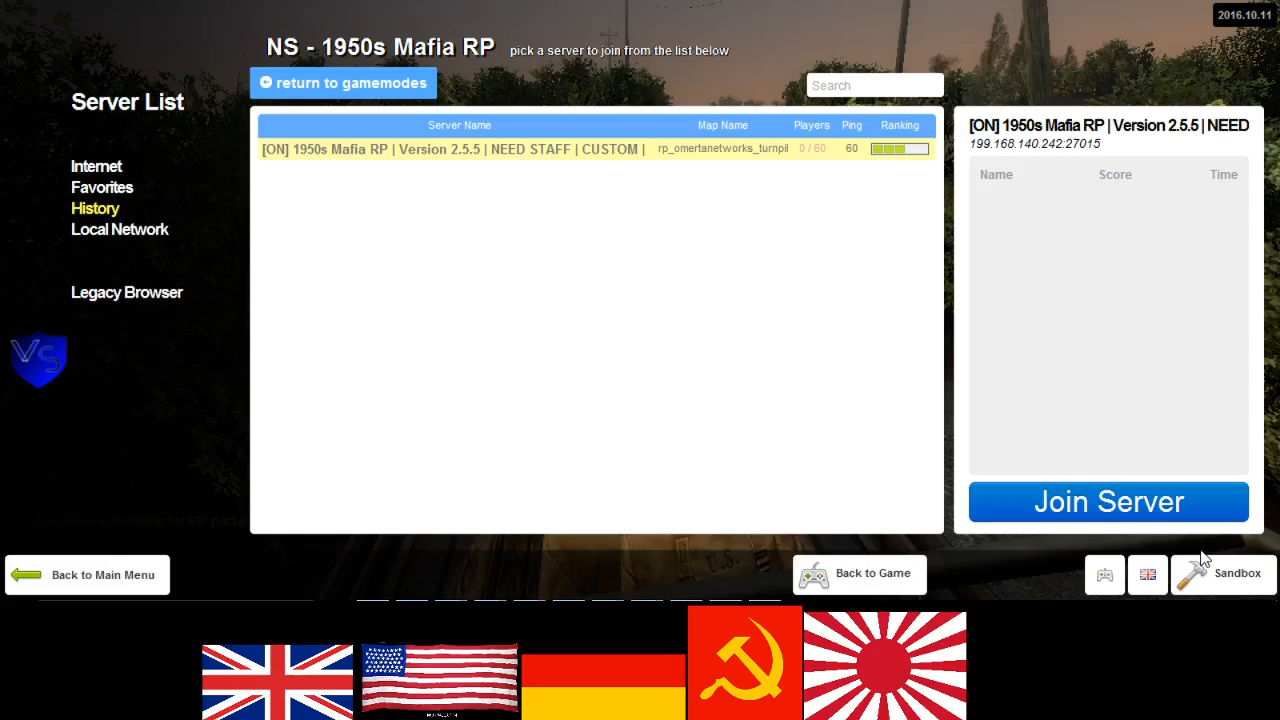 2016.10.11
NS - 1950s Mafia RP pick a server to join from the list below
return to gamemodes
Search
Server List
Internet
Favorites
History
Local Network
Legacy Browser
VS
Server Name Map Name Players Ping Ranking
[ON] 1950s Mafia RP | Version 2.5.5 | NEED STAFF | CUSTOM | rp_omertanetworks_turnpil 0 / 60 60
[ON] 1950s Mafia RP | Version 2.5.5 | NEED
199.168.140.242:27015
Name Score Time
Join Server
donating for VIP
U.S.
Back to Main Menu
Back to Game
Sandbox